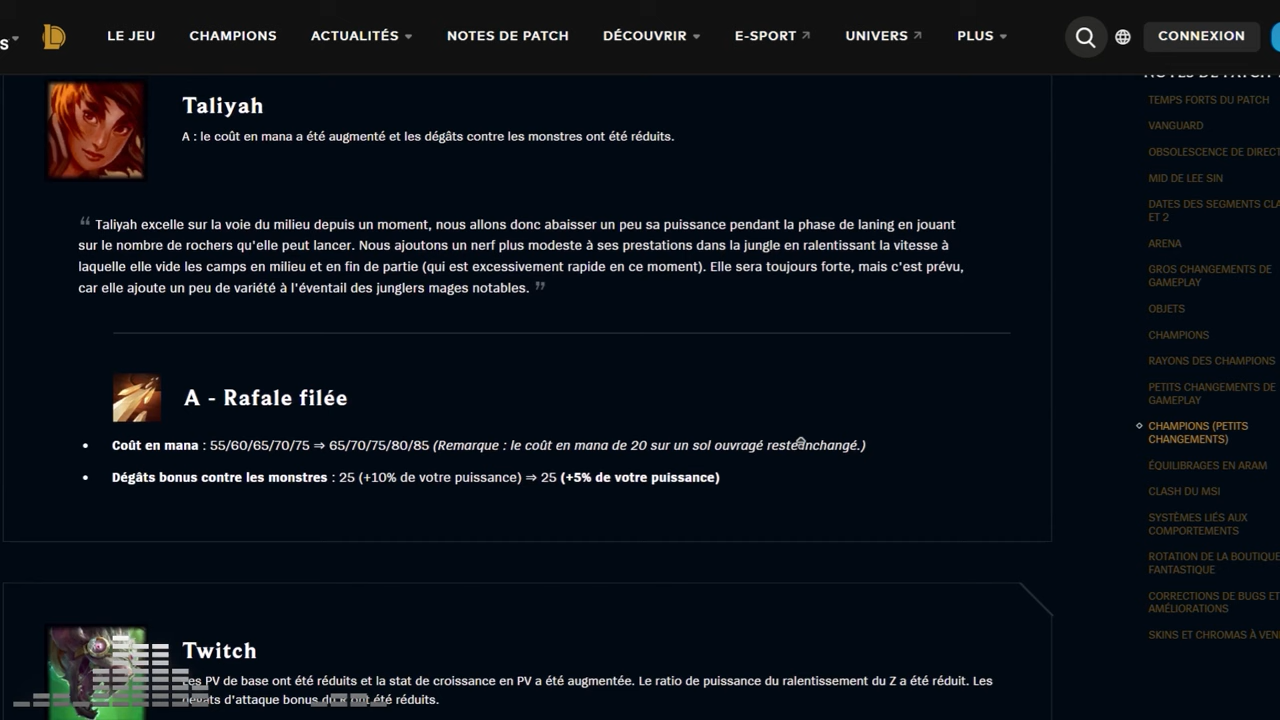 S
LE JEU CHAMPIONS ACTUALITÉS NOTES DE PATCH DÉCOUVRIR E-SPORT UNIVERS PLUS CONNEXION
Taliyah
A : le coût en mana a été augmenté et les dégâts contre les monstres ont été réduits.
“ Taliyah excelle sur la voie du milieu depuis un moment, nous allons donc abaisser un peu sa puissance pendant la phase de laning en jouant
sur le nombre de rochers qu'elle peut lancer. Nous ajoutons un nerf plus modeste à ses prestations dans la jungle en ralentissant la vitesse à
laquelle elle vide les camps en milieu et en fin de partie (qui est excessivement rapide en ce moment). Elle sera toujours forte, mais c'est prévu,
car elle ajoute un peu de variété à l'éventail des junglers mages notables. ”
A - Rafale filée
• Coût en mana : 55/60/65/70/75 ⇒ 65/70/75/80/85 (Remarque : le coût en mana de 20 sur un sol ouvragé reste inchangé.)
• Dégâts bonus contre les monstres : 25 (+10% de votre puissance) ⇒ 25 (+5% de votre puissance)
Twitch
Les PV de base ont été réduits et la stat de croissance en PV a été augmentée. Le ratio de puissance du ralentissement du Z a été réduit. Les
dégâts d'attaque bonus du R ont été réduits.
NOTES DE PATCH
TEMPS FORTS DU PATCH
VANGUARD
OBSOLESCENCE DE DIRECT
MID DE LEE SIN
DATES DES SEGMENTS CLA
ET 2
ARENA
GROS CHANGEMENTS DE
GAMEPLAY
OBJETS
CHAMPIONS
RAYONS DES CHAMPIONS
PETITS CHANGEMENTS DE
GAMEPLAY
CHAMPIONS (PETITS
CHANGEMENTS)
ÉQUILIBRAGES EN ARAM
CLASH DU MSI
SYSTÈMES LIÉS AUX
COMPORTEMENTS
ROTATION DE LA BOUTIQUE
FANTASTIQUE
CORRECTIONS DE BUGS ET
AMÉLIORATIONS
SKINS ET CHROMAS À VENI